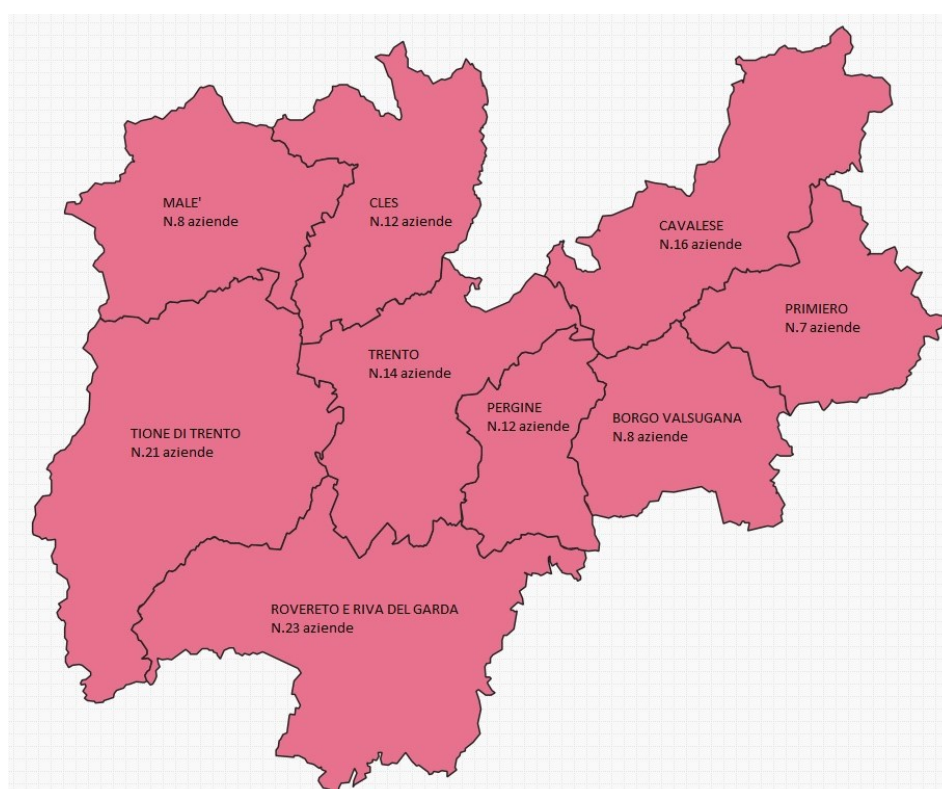 MALE'
N.8 aziende
CLES
N.12 aziende
CAVALESE
N.16 aziende
PRIMIERO
N.7 aziende
TRENTO
N.14 aziende
PERGINE
N.12 aziende
BORGO VALSUGANA
N.8 aziende
TIONE DI TRENTO
N.21 aziende
ROVERETO E RIVA DEL GARDA
N.23 aziende